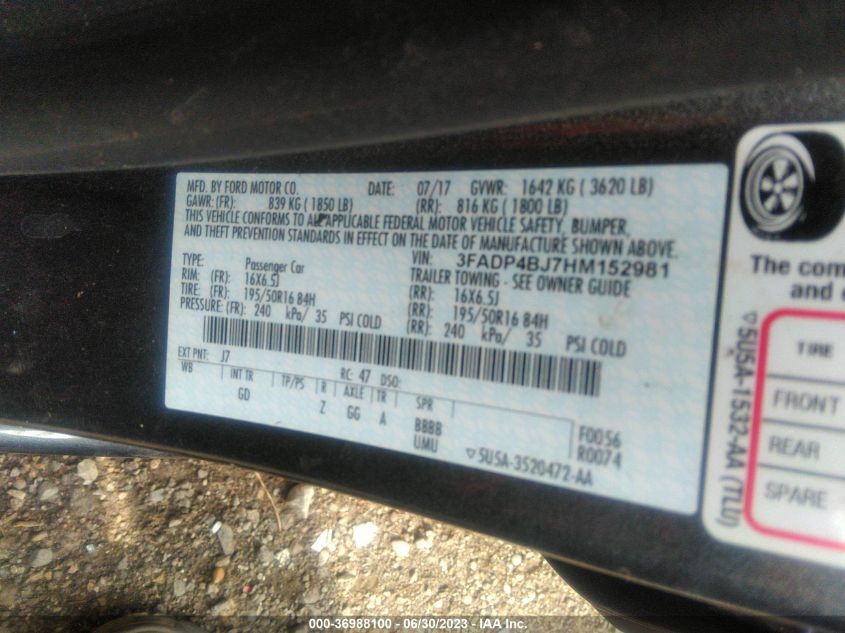 MFD. BY FORD MOTOR CO. DATE: 07/17 GVWR: 1642 KG ( 3620 LB)
GAWR: (FR): 839 KG ( 1850 LB) (RR): 816 KG ( 1800 LB)
THIS VEHICLE CONFORMS TO ALL APPLICABLE FEDERAL MOTOR VEHICLE SAFETY, BUMPER,
AND THEFT PREVENTION STANDARDS IN EFFECT ON THE DATE OF MANUFACTURE SHOWN ABOVE.
VIN: 3FADP4BJ7HM152981
TYPE: Passenger Car TRAILER TOWING - SEE OWNER GUIDE
RIM: (FR): 16X6.5J (RR): 16X6.5J
TIRE: (FR): 195/50R16 84H (RR): 195/50R16 84H
PRESSURE: (FR): 240 kPa/ 35 PSI COLD (RR): 240 kPa/ 35 PSI COLD
EXT PNT: J7 RC: 47 DSO:
WB INT TR TP/PS R AXLE TR SPR
GD Z GG A BBBB F0056
UMU R0074
▽5U5A-3520472-AA
The com
and c
TIRE
FRONT
REAR
SPARE
▽5U5A-1532-AA (7LU)
000-36988100 - 06/30/2023 - IAA Inc.